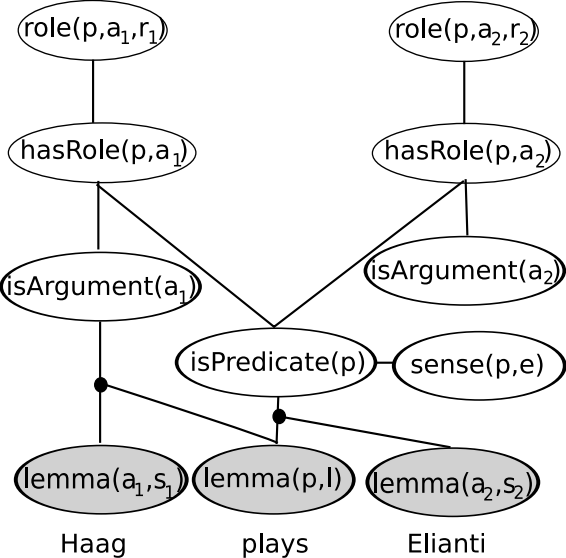 role(p,a₁,r₁) role(p,a₂,r₂)
hasRole(p,a₁) hasRole(p,a₂)
isArgument(a₁) isArgument(a₂)
isPredicate(p) sense(p,e)
lemma(a₁,s₁) lemma(p,l) lemma(a₂,s₂)
Haag plays Elianti